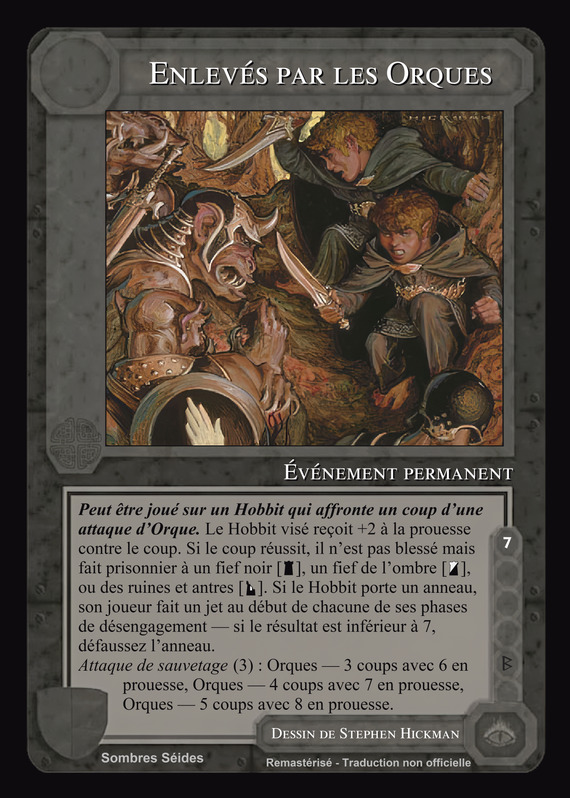 Enlevés par les Orques
Événement permanent
Peut être joué sur un Hobbit qui affronte un coup d'une
attaque d'Orque. Le Hobbit visé reçoit +2 à la prouesse
contre le coup. Si le coup réussit, il n'est pas blessé mais
fait prisonnier à un fief noir [ ], un fief de l'ombre [ ],
ou des ruines et antres [ ]. Si le Hobbit porte un anneau,
son joueur fait un jet au début de chacune de ses phases
de désengagement — si le résultat est inférieur à 7,
défaussez l'anneau.
Attaque de sauvetage (3) : Orques — 3 coups avec 6 en
prouesse, Orques — 4 coups avec 7 en prouesse,
Orques — 5 coups avec 8 en prouesse.
7
ᛒ
Dessin de Stephen Hickman
Sombres Séides
Remastérisé - Traduction non officielle